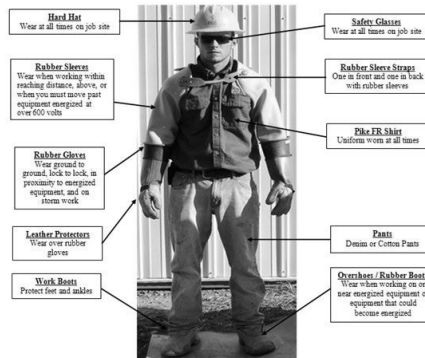 Hard Hat
Wear at all times on job site
Rubber Sleeves
Wear when working within
reaching distance, above, or
when you must move past
equipment energized at
over 600 volts
Rubber Gloves
Wear ground to
ground, lock to lock, in
proximity to energized
equipment, and on
storm work
Leather Protectors
Wear over rubber
gloves
Work Boots
Protect feet and ankles
Safety Glasses
Wear at all times on job site
Rubber Sleeve Straps
One in front and one in back
with rubber sleeves
Pike FR Shirt
Uniform worn at all times
Pants
Denim or Cotton Pants
Overshoes / Rubber Boot
Wear when working on or
near energized equipment o
equipment that could
become energized